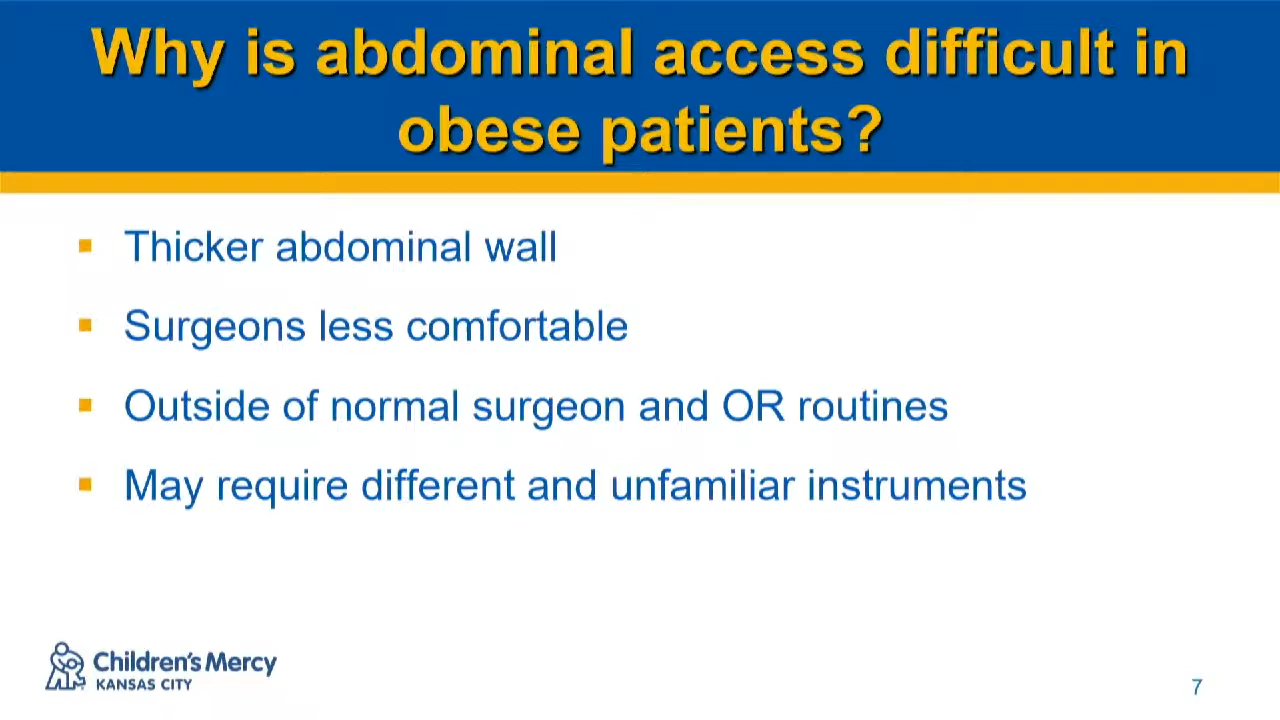 Why is abdominal access difficult in
obese patients?
▪ Thicker abdominal wall
▪ Surgeons less comfortable
▪ Outside of normal surgeon and OR routines
▪ May require different and unfamiliar instruments
Children's Mercy
KANSAS CITY
7